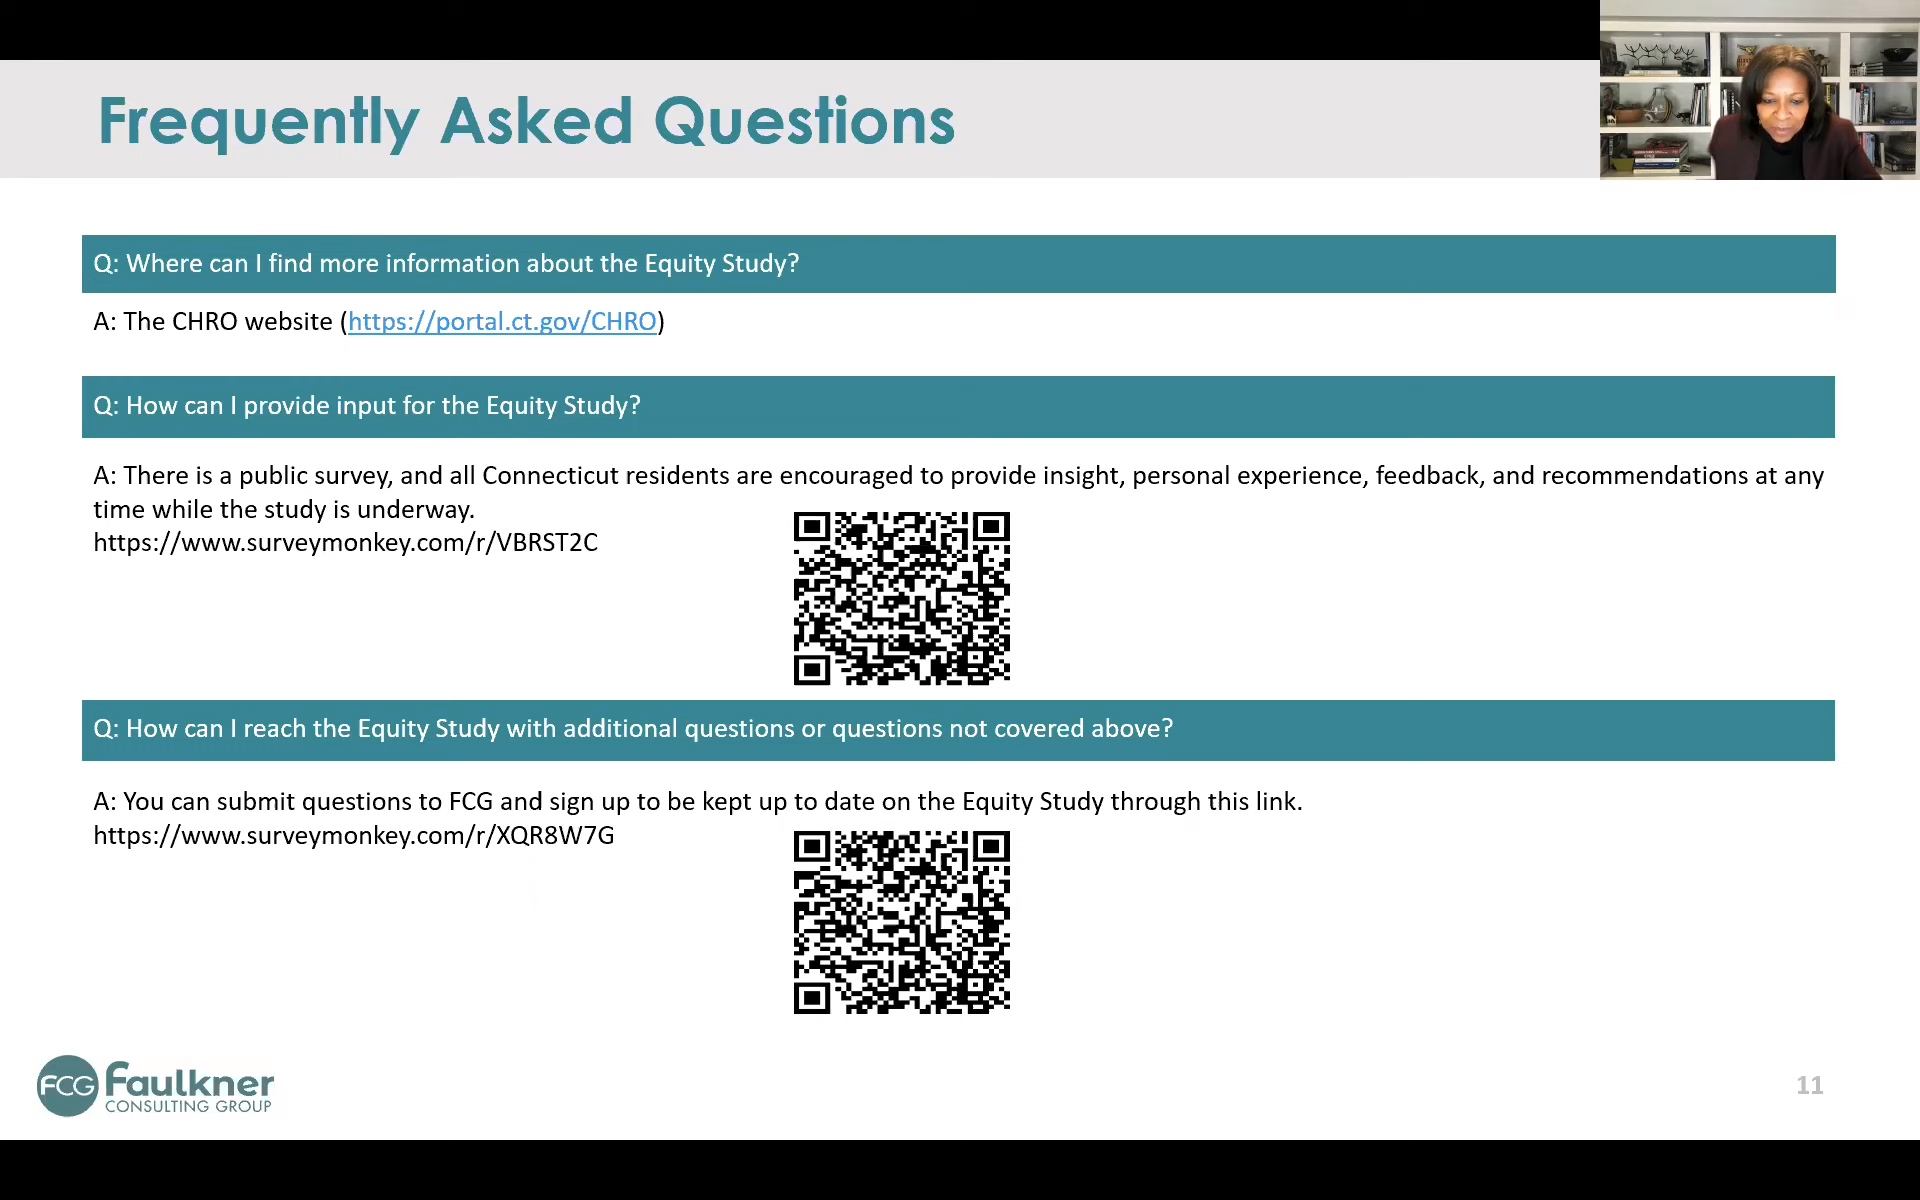 Frequently Asked Questions
Q: Where can I find more information about the Equity Study?
A: The CHRO website (https://portal.ct.gov/CHRO)
Q: How can I provide input for the Equity Study?
A: There is a public survey, and all Connecticut residents are encouraged to provide insight, personal experience, feedback, and recommendations at any
time while the study is underway.
https://www.surveymonkey.com/r/VBRST2C
Q: How can I reach the Equity Study with additional questions or questions not covered above?
A: You can submit questions to FCG and sign up to be kept up to date on the Equity Study through this link.
https://www.surveymonkey.com/r/XQR8W7G
FCG Faulkner
CONSULTING GROUP
11